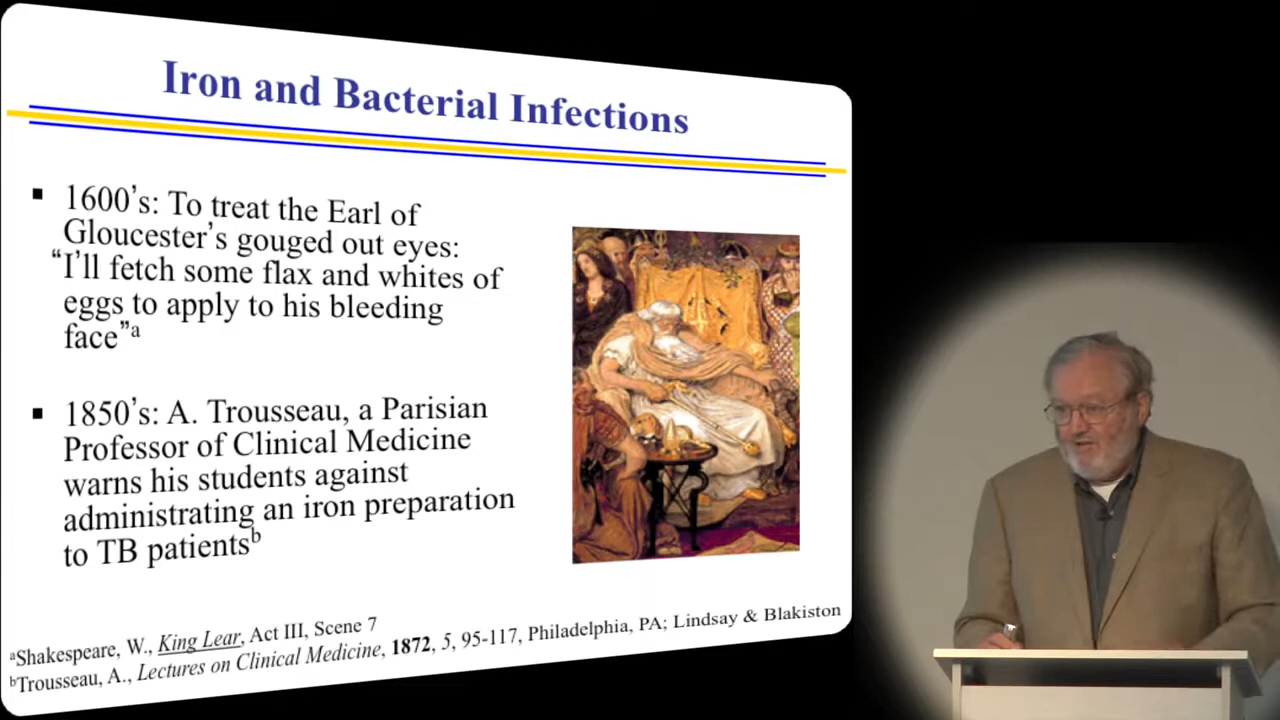 Iron and Bacterial Infections
▪ 1600’s: To treat the Earl of
Gloucester’s gouged out eyes:
“I’ll fetch some flax and whites of
eggs to apply to his bleeding
face”a
▪ 1850’s: A. Trousseau, a Parisian
Professor of Clinical Medicine
warns his students against
administrating an iron preparation
to TB patientsb
aShakespeare, W., King Lear, Act III, Scene 7
bTrousseau, A., Lectures on Clinical Medicine, 1872, 5, 95-117, Philadelphia, PA; Lindsay & Blakiston